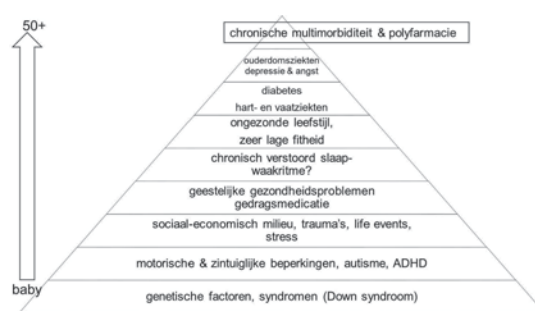 50+
chronische multimorbiditeit & polyfarmacie
ouderdomsziekten
depressie & angst
diabetes
hart- en vaatziekten
ongezonde leefstijl,
zeer lage fitheid
chronisch verstoord slaap-
waakritme?
geestelijke gezondheidsproblemen
gedragsmedicatie
sociaal-economisch milieu, trauma's, life events,
stress
motorische & zintuiglijke beperkingen, autisme, ADHD
baby
genetische factoren, syndromen (Down syndroom)